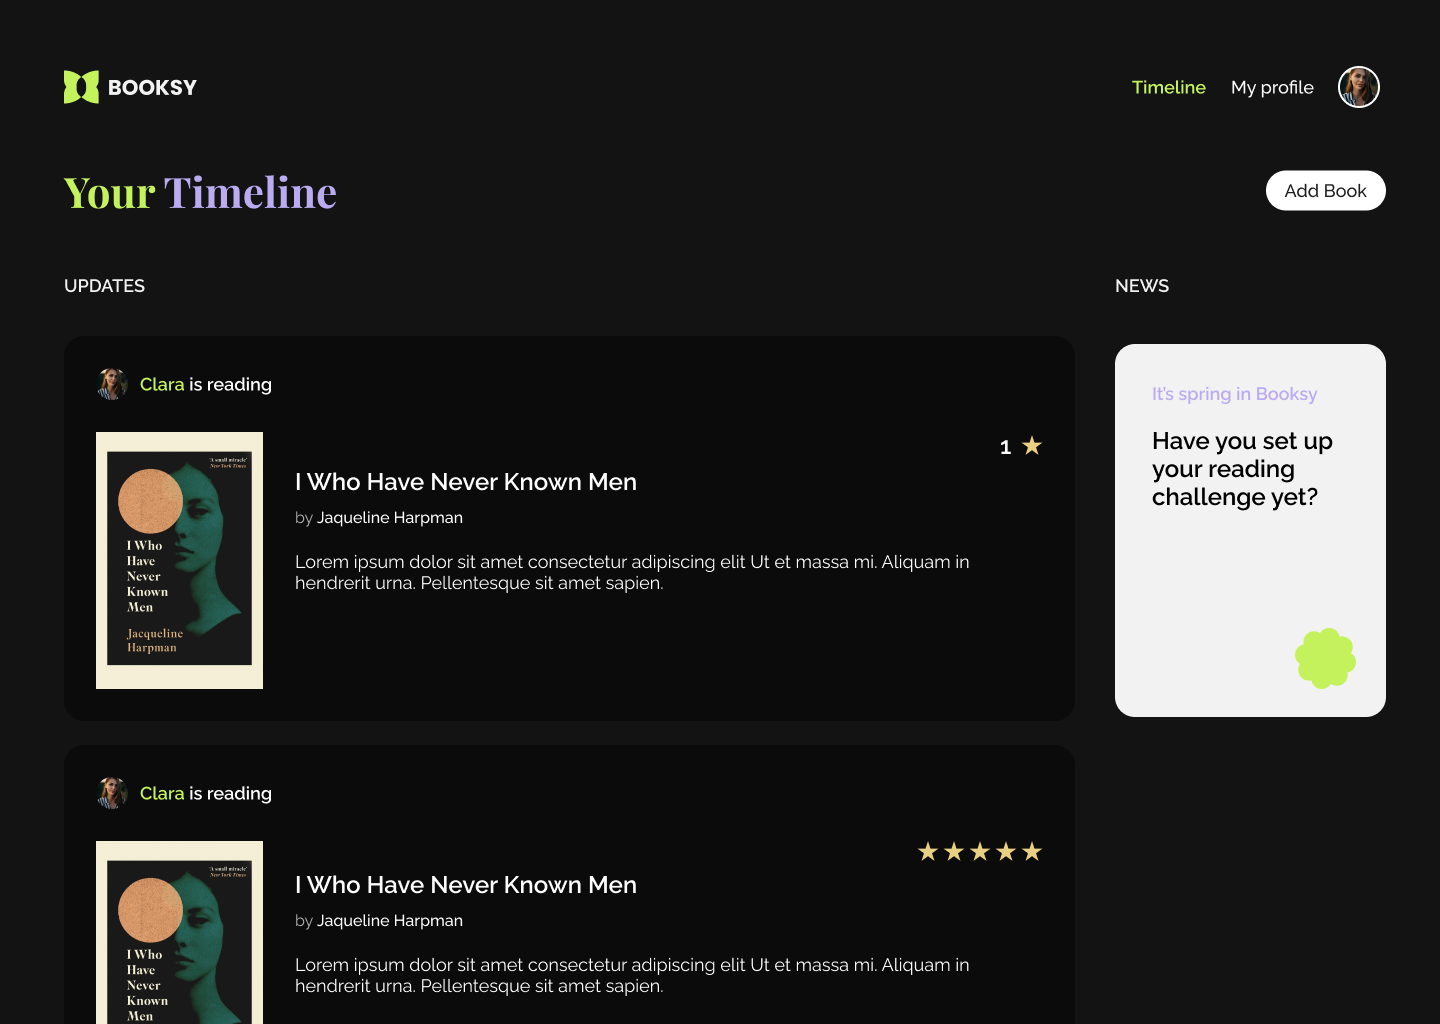 BOOKSY
Timeline
My profile
Your Timeline
Add Book
UPDATES
NEWS
Clara is reading
'A small miracle'
New York Times
I Who
Have
Never
Known
Men
Jacqueline
Harpman
1
I Who Have Never Known Men
by Jaqueline Harpman
Lorem ipsum dolor sit amet consectetur adipiscing elit Ut et massa mi. Aliquam in
hendrerit urna. Pellentesque sit amet sapien.
It's spring in Booksy
Have you set up
your reading
challenge yet?
Clara is reading
'A small miracle'
New York Times
I Who
Have
Never
Known
Men
I Who Have Never Known Men
by Jaqueline Harpman
Lorem ipsum dolor sit amet consectetur adipiscing elit Ut et massa mi. Aliquam in
hendrerit urna. Pellentesque sit amet sapien.